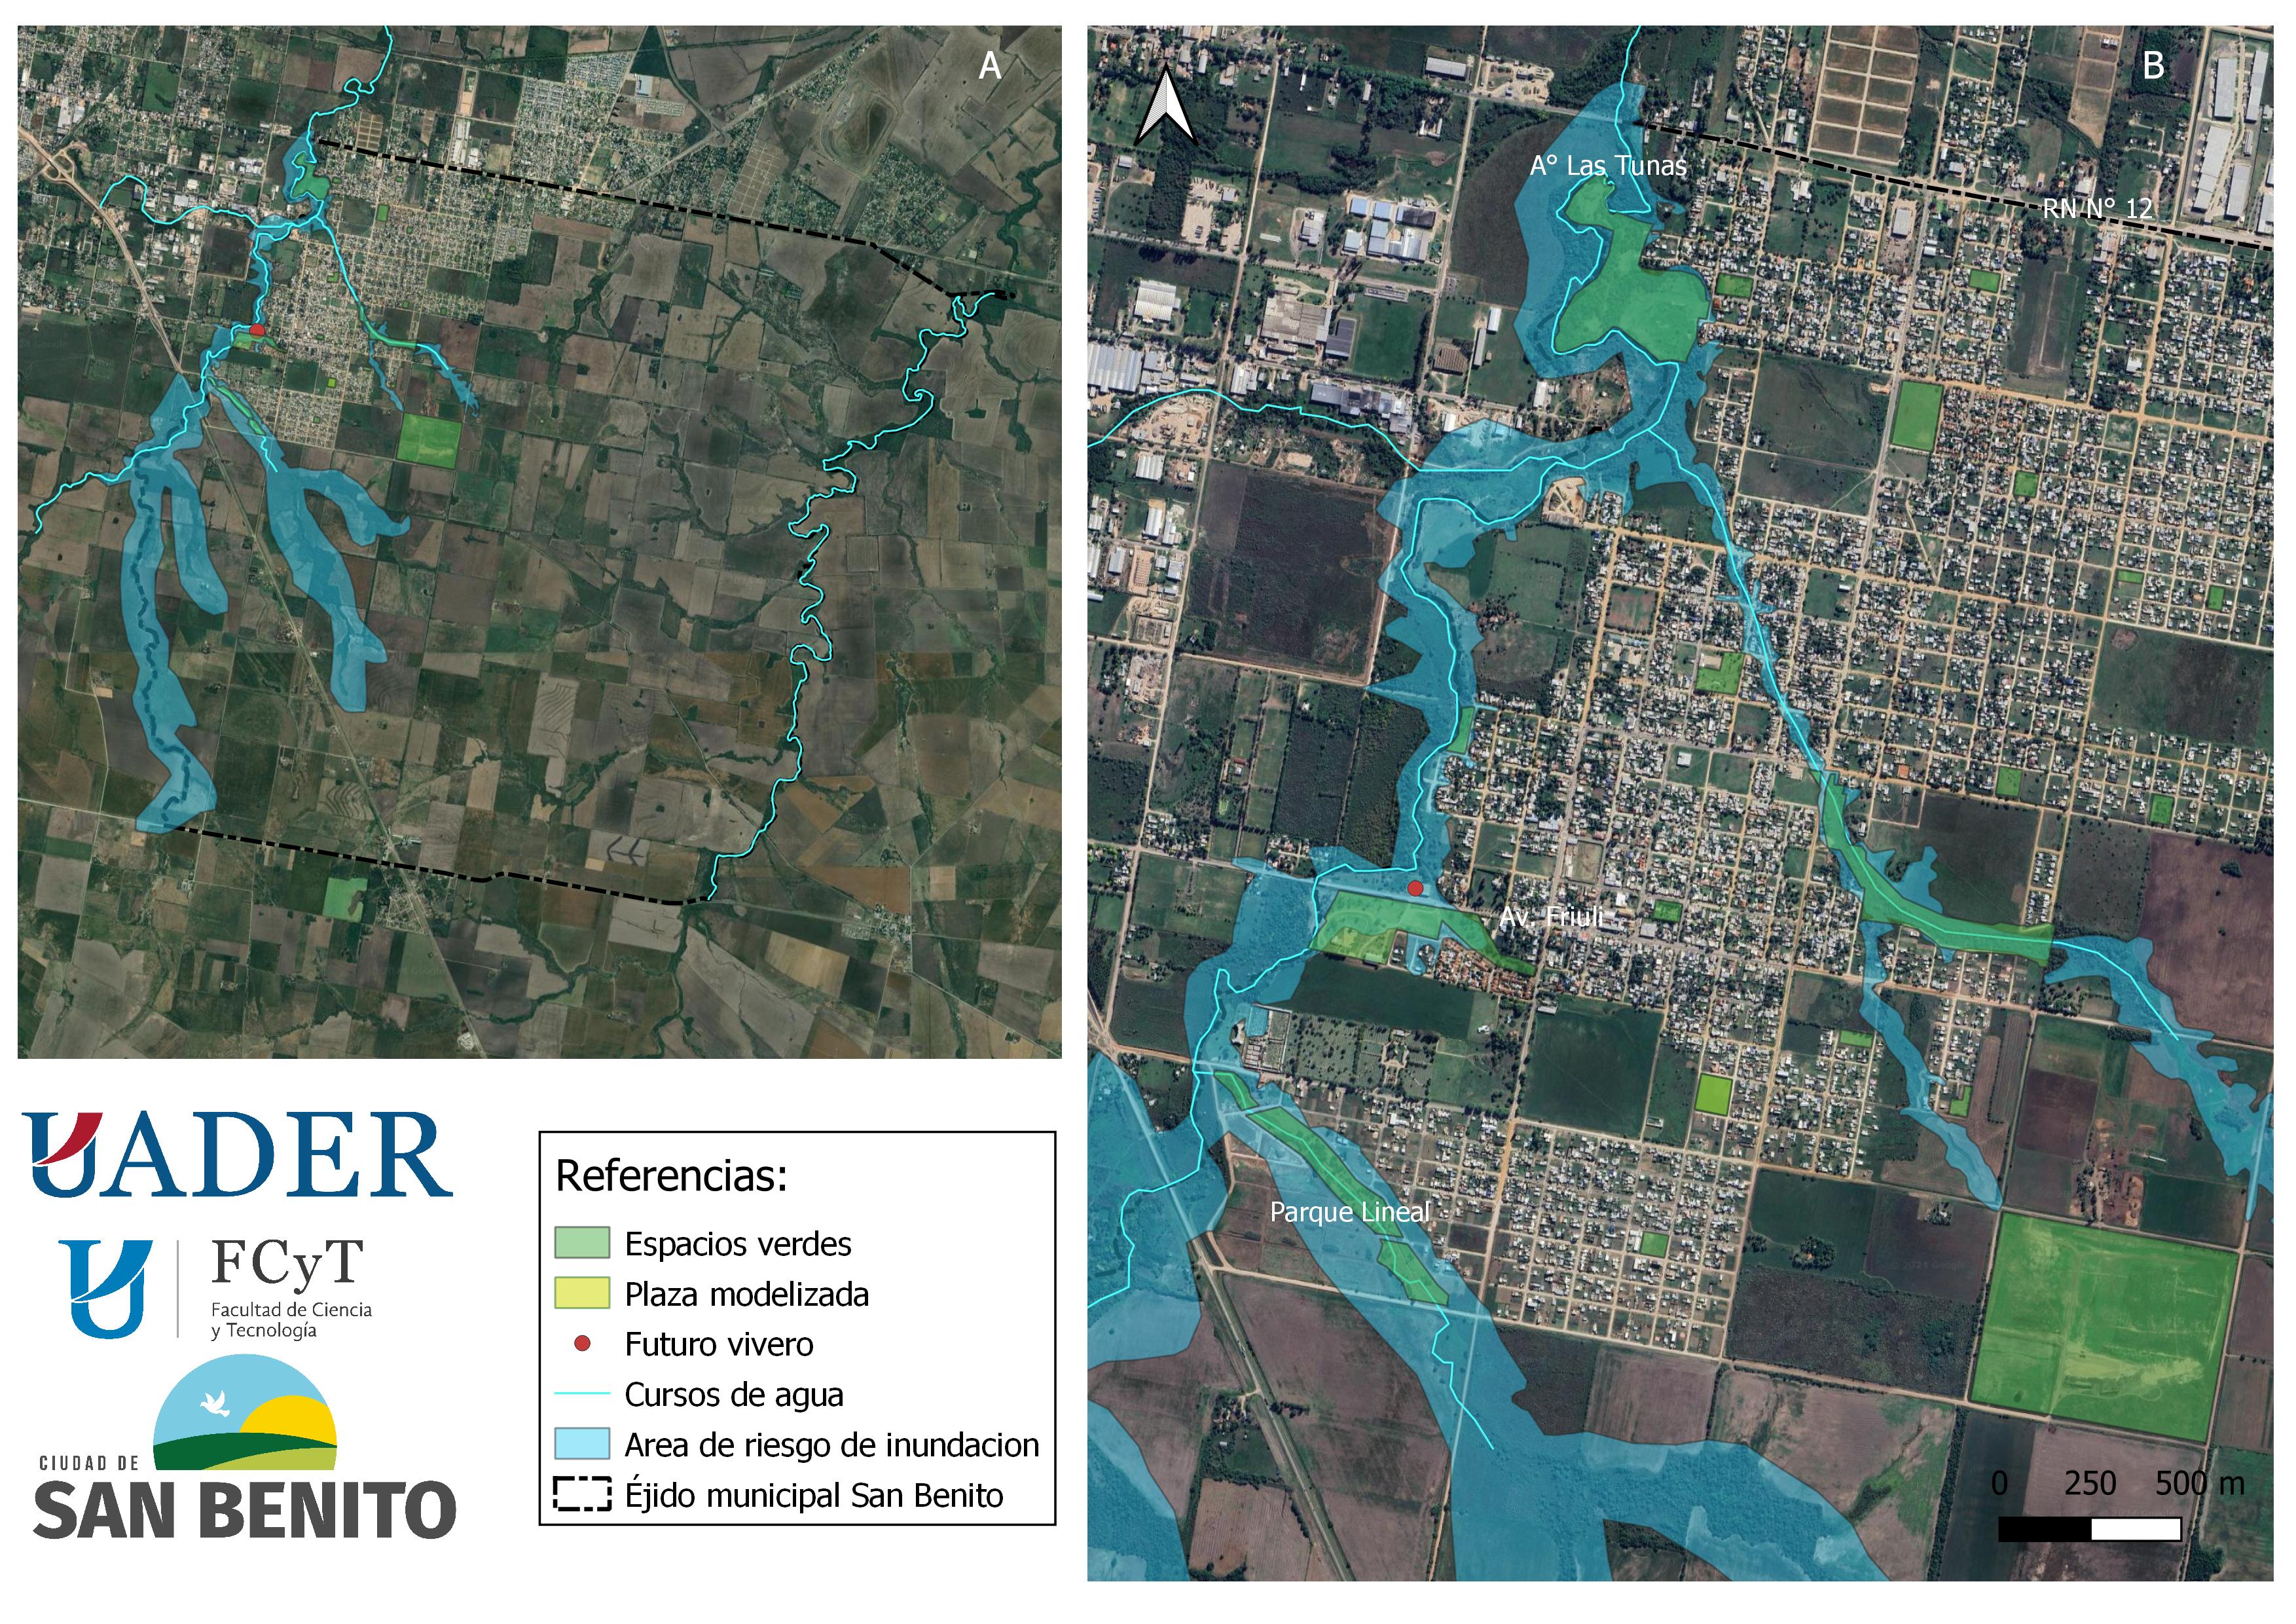 A
B
A° Las Tunas
RN N° 12
Av. Friuli
Parque Lineal
0 250 500 m
UADER
FCyT
Facultad de Ciencia
y Tecnología
CIUDAD DE
SAN BENITO
Referencias:
Espacios verdes
Plaza modelizada
Futuro vivero
Cursos de agua
Area de riesgo de inundacion
Éjido municipal San Benito